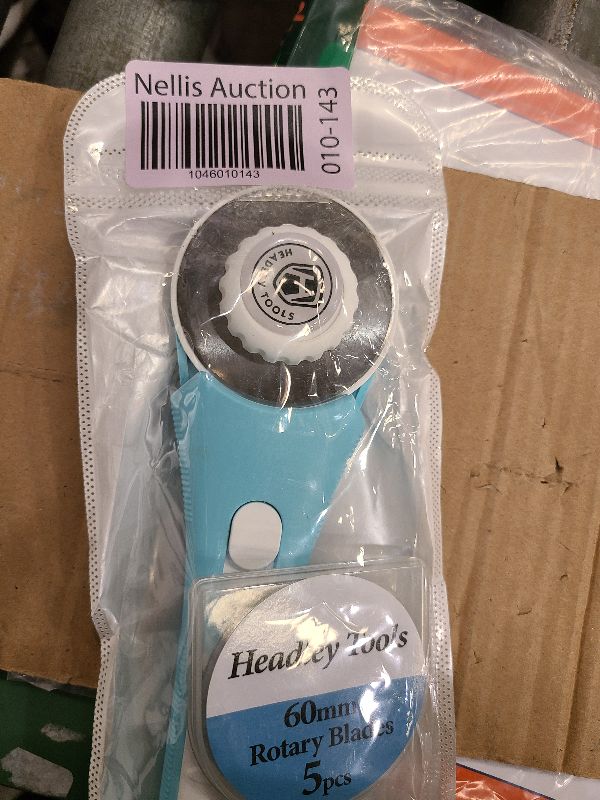 Nellis Auction
010-143
1046010143
HEADLEY TOOLS
Headley Tools
60mm
Rotary Blades
5pcs